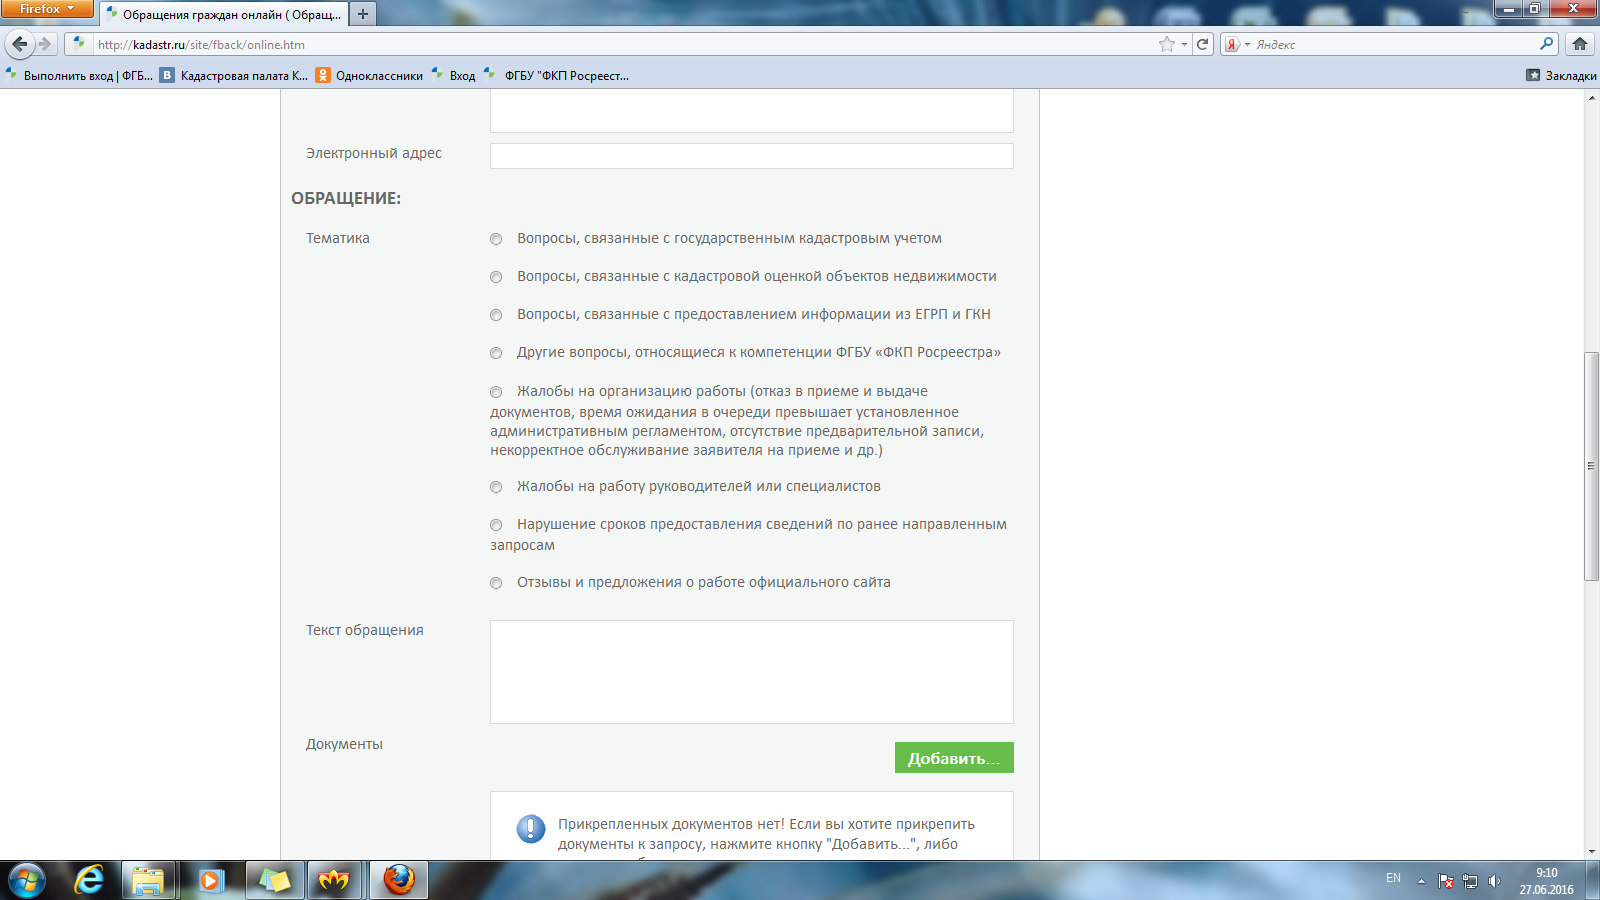 Firefox
Обращения граждан онлайн ( Обращ...
http://kadastr.ru/site/fback/online.htm
Яндекс
Выполнить вход | ФГБ...
Кадастровая палата К...
Одноклассники
Вход
ФГБУ "ФКП Росреест...
Закладки
Электронный адрес
ОБРАЩЕНИЕ:
Тематика
Вопросы, связанные с государственным кадастровым учетом
Вопросы, связанные с кадастровой оценкой объектов недвижимости
Вопросы, связанные с предоставлением информации из ЕГРП и ГКН
Другие вопросы, относящиеся к компетенции ФГБУ «ФКП Росреестра»
Жалобы на организацию работы (отказ в приеме и выдаче
документов, время ожидания в очереди превышает установленное
административным регламентом, отсутствие предварительной записи,
некорректное обслуживание заявителя на приеме и др.)
Жалобы на работу руководителей или специалистов
Нарушение сроков предоставления сведений по ранее направленным
запросам
Отзывы и предложения о работе официального сайта
Текст обращения
Документы
Добавить...
Прикрепленных документов нет! Если вы хотите прикрепить
документы к запросу, нажмите кнопку "Добавить...", либо
EN
9:10
27.06.2016